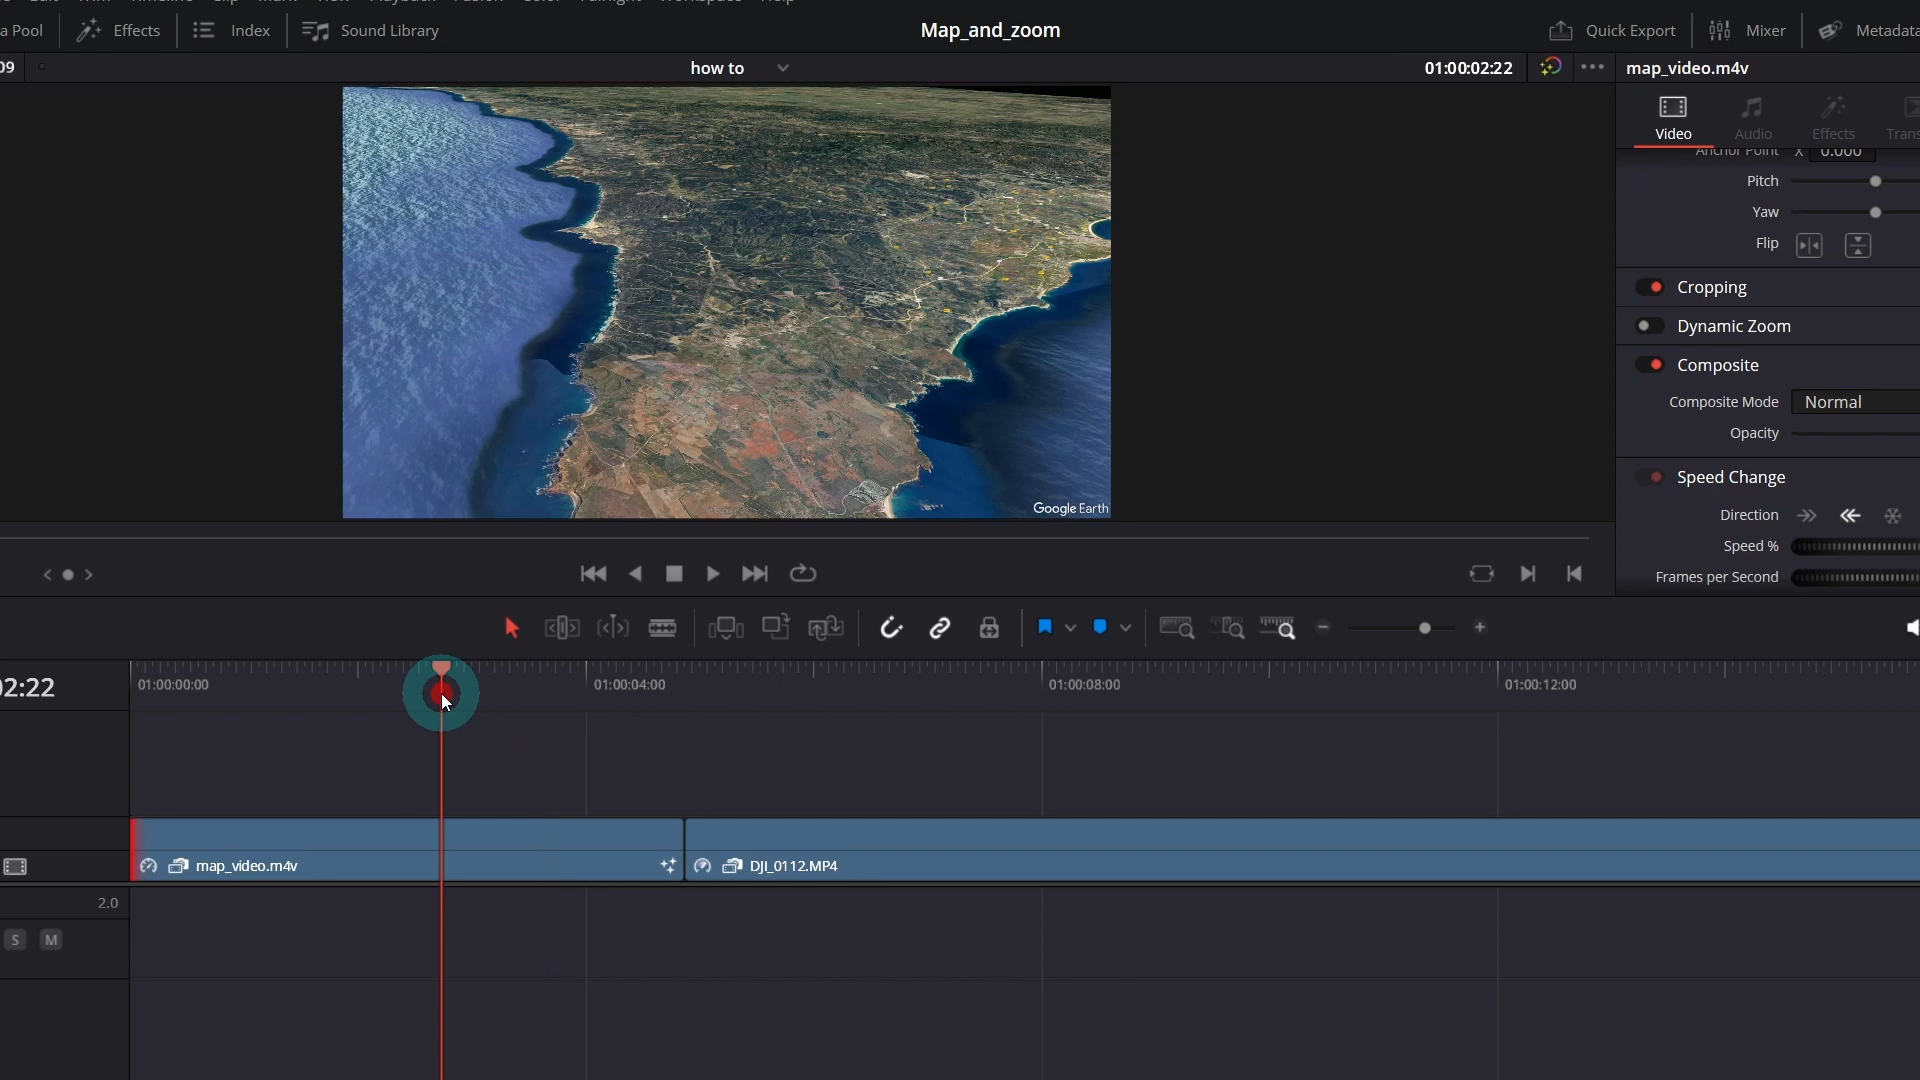 a Pool
Effects
Index
Sound Library
Map_and_zoom
Quick Export
Mixer
Metadata
09
how to
01:00:02:22
map_video.m4v
Video
Audio
Effects
Trans
Anchor Point X 0.000
Pitch
Yaw
Flip
Cropping
Dynamic Zoom
Composite
Composite Mode Normal
Opacity
Speed Change
Direction
Speed %
Frames per Second
Google Earth
02:22
01:00:00:00
01:00:04:00
01:00:08:00
01:00:12:00
map_video.m4v
DJI_0112.MP4
2.0
S M